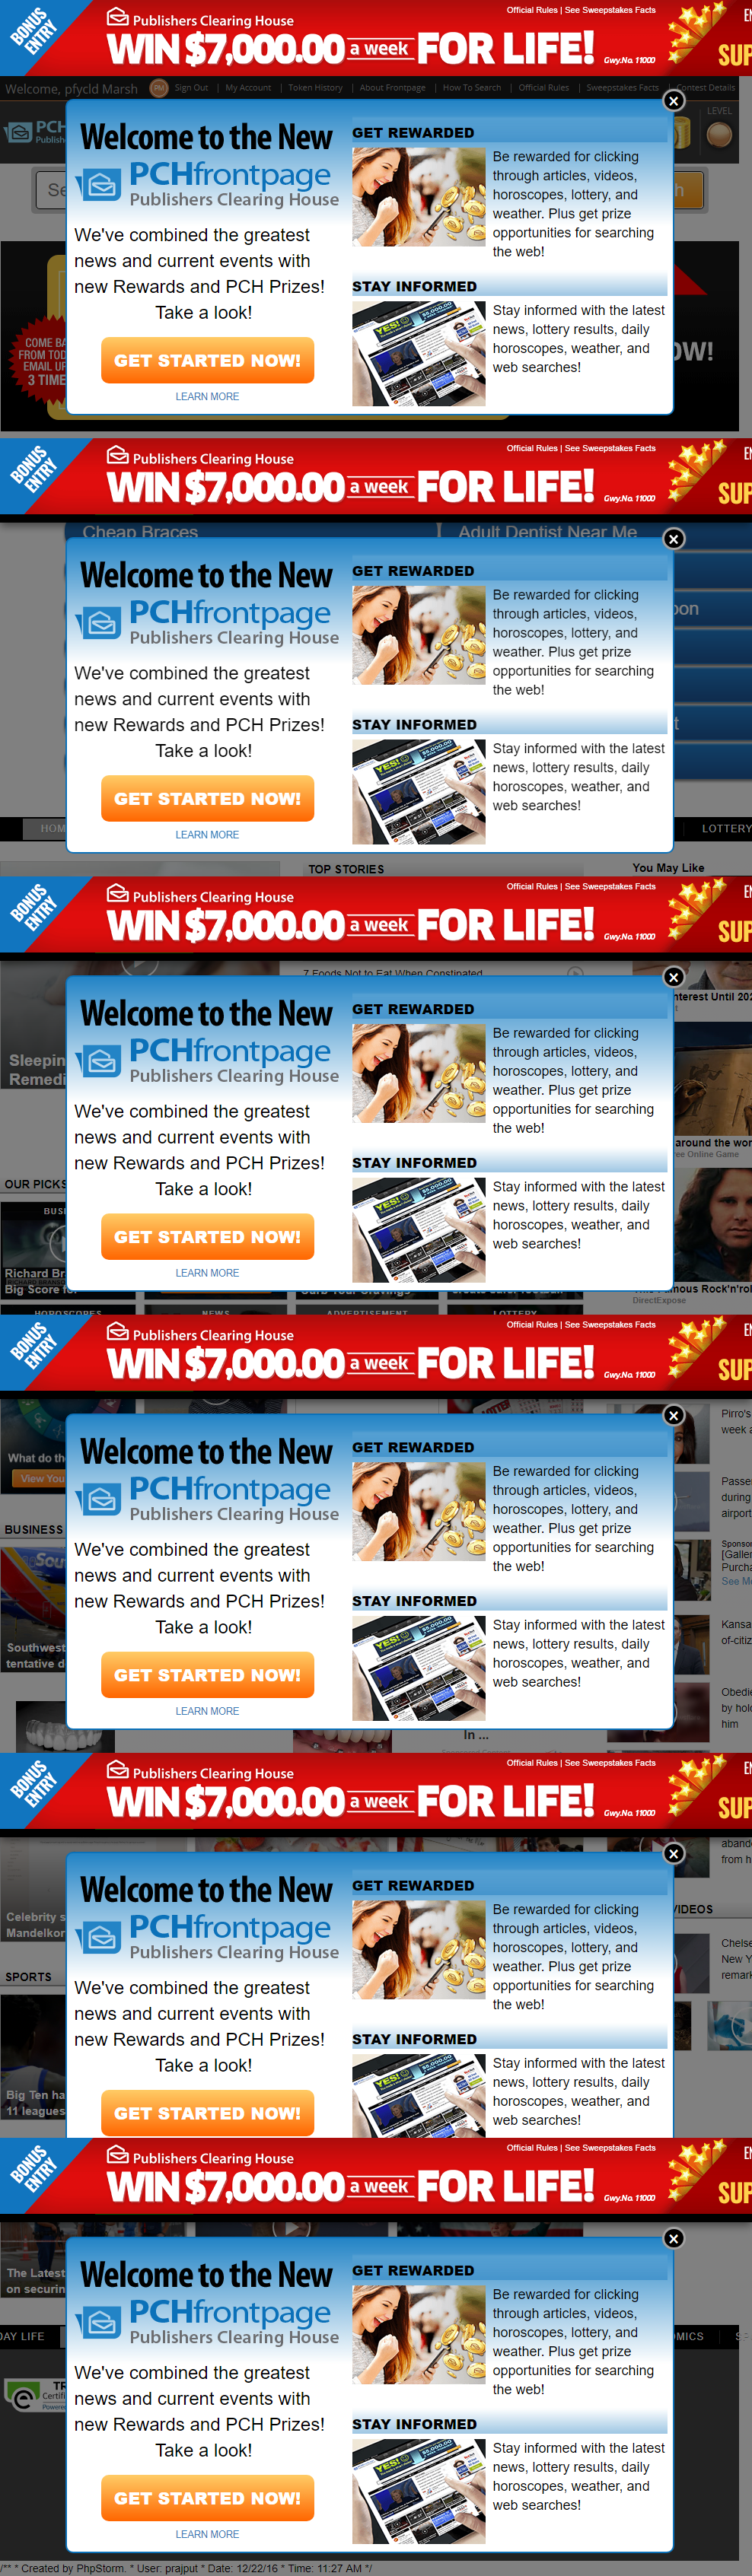 BONUS
ENTRY
Publishers Clearing House
Official Rules | See Sweepstakes Facts
WIN $7,000.00 a week FOR LIFE!
Gwy.No. 11000
SUP
Welcome, pfycld Marsh
PM
Sign Out | My Account | Token History | About Frontpage | How To Search | Official Rules | Sweepstakes Facts | Contest Details
LEVEL
PCH
Publish
Se
h
COME BA
FROM TOD
EMAIL UP
3 TIME
OW!
Welcome to the New
PCHfrontpage
Publishers Clearing House
We've combined the greatest
news and current events with
new Rewards and PCH Prizes!
Take a look!
GET STARTED NOW!
LEARN MORE
GET REWARDED
Be rewarded for clicking
through articles, videos,
horoscopes, lottery, and
weather. Plus get prize
opportunities for searching
the web!
STAY INFORMED
Stay informed with the latest
news, lottery results, daily
horoscopes, weather, and
web searches!
BONUS
ENTRY
Publishers Clearing House
Official Rules | See Sweepstakes Facts
WIN $7,000.00 a week FOR LIFE!
Gwy.No. 11000
SUP
Cheap Braces
Adult Dentist Near Me
oon
t
Welcome to the New
PCHfrontpage
Publishers Clearing House
We've combined the greatest
news and current events with
new Rewards and PCH Prizes!
Take a look!
GET STARTED NOW!
LEARN MORE
GET REWARDED
Be rewarded for clicking
through articles, videos,
horoscopes, lottery, and
weather. Plus get prize
opportunities for searching
the web!
STAY INFORMED
Stay informed with the latest
news, lottery results, daily
horoscopes, weather, and
web searches!
HOM
LOTTERY
TOP STORIES
You May Like
BONUS
ENTRY
Publishers Clearing House
Official Rules | See Sweepstakes Facts
WIN $7,000.00 a week FOR LIFE!
Gwy.No. 11000
SUP
7 Foods Not to Eat When Constipated
nterest Until 202
Sleepin
Remedi
around the wor
ree Online Game
OUR PICKS
BUSI
Richard Br
Big Score for
mous Rock'n'rol
DirectExpose
Welcome to the New
PCHfrontpage
Publishers Clearing House
We've combined the greatest
news and current events with
new Rewards and PCH Prizes!
Take a look!
GET STARTED NOW!
LEARN MORE
GET REWARDED
Be rewarded for clicking
through articles, videos,
horoscopes, lottery, and
weather. Plus get prize
opportunities for searching
the web!
STAY INFORMED
Stay informed with the latest
news, lottery results, daily
horoscopes, weather, and
web searches!
HOROSCOPES
NEWS
ADVERTISEMENT
LOTTERY
BONUS
ENTRY
Publishers Clearing House
Official Rules | See Sweepstakes Facts
WIN $7,000.00 a week FOR LIFE!
Gwy.No. 11000
SUP
What do th
View You
BUSINESS
Southwest
tentative d
Pirro's
week a
Passe
during
airport
Sponsor
[Galler
Purcha
See Mo
Kansa
of-citiz
Obedie
by hold
him
Welcome to the New
PCHfrontpage
Publishers Clearing House
We've combined the greatest
news and current events with
new Rewards and PCH Prizes!
Take a look!
GET STARTED NOW!
LEARN MORE
GET REWARDED
Be rewarded for clicking
through articles, videos,
horoscopes, lottery, and
weather. Plus get prize
opportunities for searching
the web!
STAY INFORMED
Stay informed with the latest
news, lottery results, daily
horoscopes, weather, and
web searches!
In ...
BONUS
ENTRY
Publishers Clearing House
Official Rules | See Sweepstakes Facts
WIN $7,000.00 a week FOR LIFE!
Gwy.No. 11000
SUP
aband
from h
Celebrity s
Mandelkor
SPORTS
Big Ten ha
11 leagues
VIDEOS
Chelse
New Y
remark
Welcome to the New
PCHfrontpage
Publishers Clearing House
We've combined the greatest
news and current events with
new Rewards and PCH Prizes!
Take a look!
GET STARTED NOW!
GET REWARDED
Be rewarded for clicking
through articles, videos,
horoscopes, lottery, and
weather. Plus get prize
opportunities for searching
the web!
STAY INFORMED
Stay informed with the latest
news, lottery results, daily
horoscopes, weather, and
web searches!
BONUS
ENTRY
Publishers Clearing House
Official Rules | See Sweepstakes Facts
WIN $7,000.00 a week FOR LIFE!
Gwy.No. 11000
SUP
The Latest
on securin
DAY LIFE
OMICS
TR
Certifi
Powered
Welcome to the New
PCHfrontpage
Publishers Clearing House
We've combined the greatest
news and current events with
new Rewards and PCH Prizes!
Take a look!
GET STARTED NOW!
LEARN MORE
GET REWARDED
Be rewarded for clicking
through articles, videos,
horoscopes, lottery, and
weather. Plus get prize
opportunities for searching
the web!
STAY INFORMED
Stay informed with the latest
news, lottery results, daily
horoscopes, weather, and
web searches!
/** * Created by PhpStorm. * User: prajput * Date: 12/22/16 * Time: 11:27 AM */